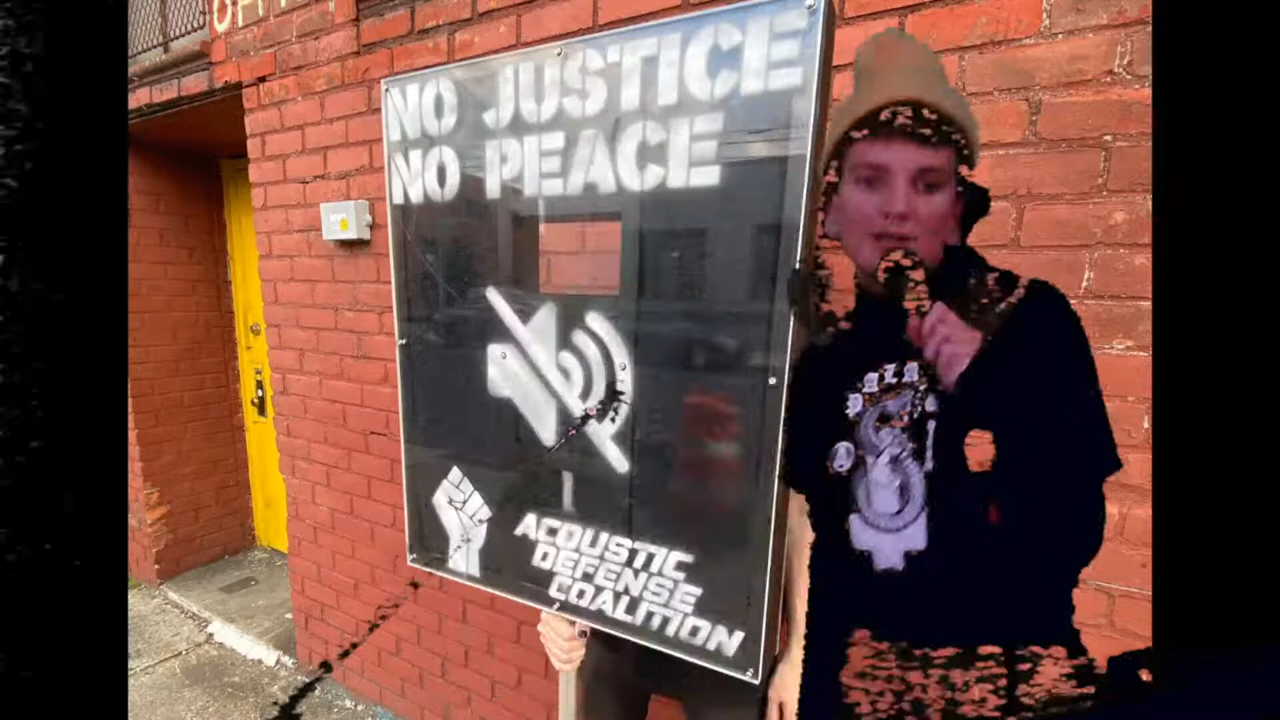 NO JUSTICE
NO PEACE
ACOUSTIC
DEFENSE
COALITION